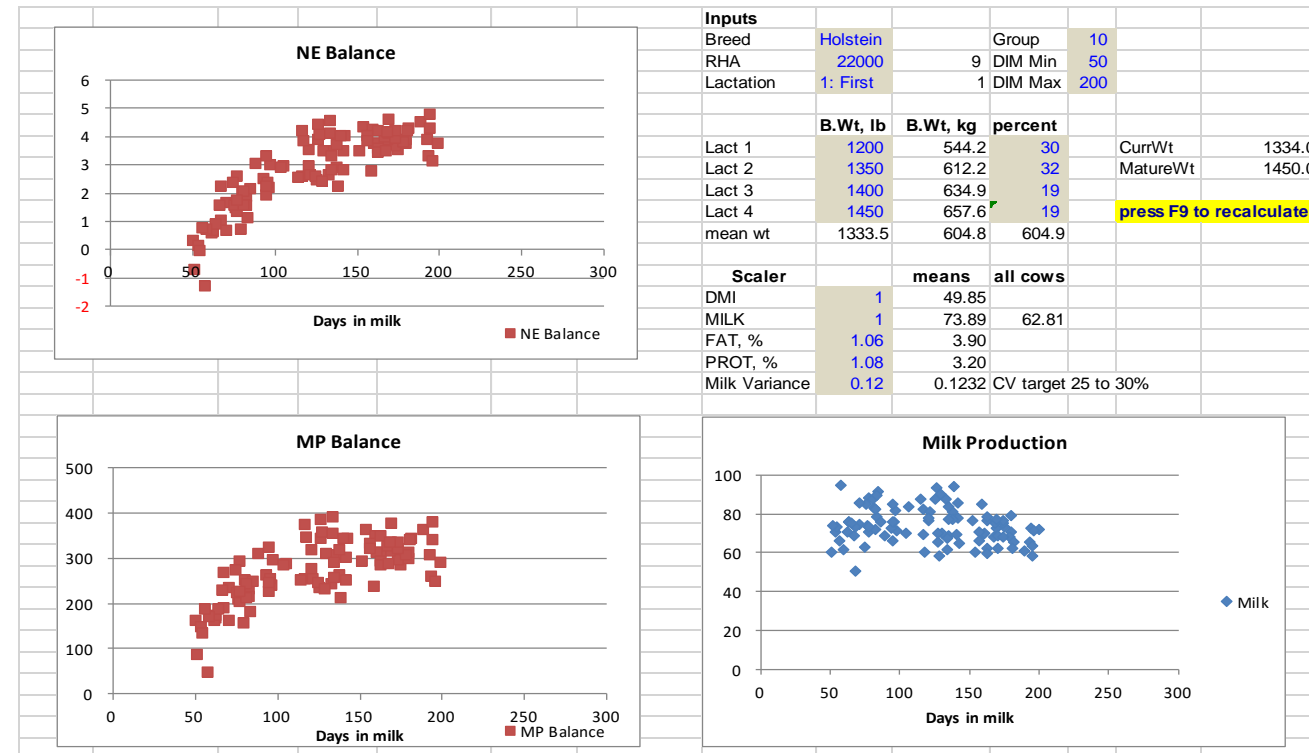 NE Balance
6
5
4
3
2
1
0
-1
-2
0 50 100 150 200 250 300
Days in milk
NE Balance
Inputs
Breed Holstein Group 10
RHA 22000 9 DIM Min 50
Lactation 1: First 1 DIM Max 200
B.Wt, lb B.Wt, kg percent
Lact 1 1200 544.2 30 CurrWt 1334.0
Lact 2 1350 612.2 32 MatureWt 1450.0
Lact 3 1400 634.9 19
Lact 4 1450 657.6 19 press F9 to recalculate
mean wt 1333.5 604.8 604.9
Scaler means all cows
DMI 1 49.85
MILK 1 73.89 62.81
FAT, % 1.06 3.90
PROT, % 1.08 3.20
Milk Variance 0.12 0.1232 CV target 25 to 30%
MP Balance
500
400
300
200
100
0
0 50 100 150 200 250 300
Days in milk
MP Balance
Milk Production
100
80
60
40
20
0
0 50 100 150 200 250 300
Days in milk
Milk